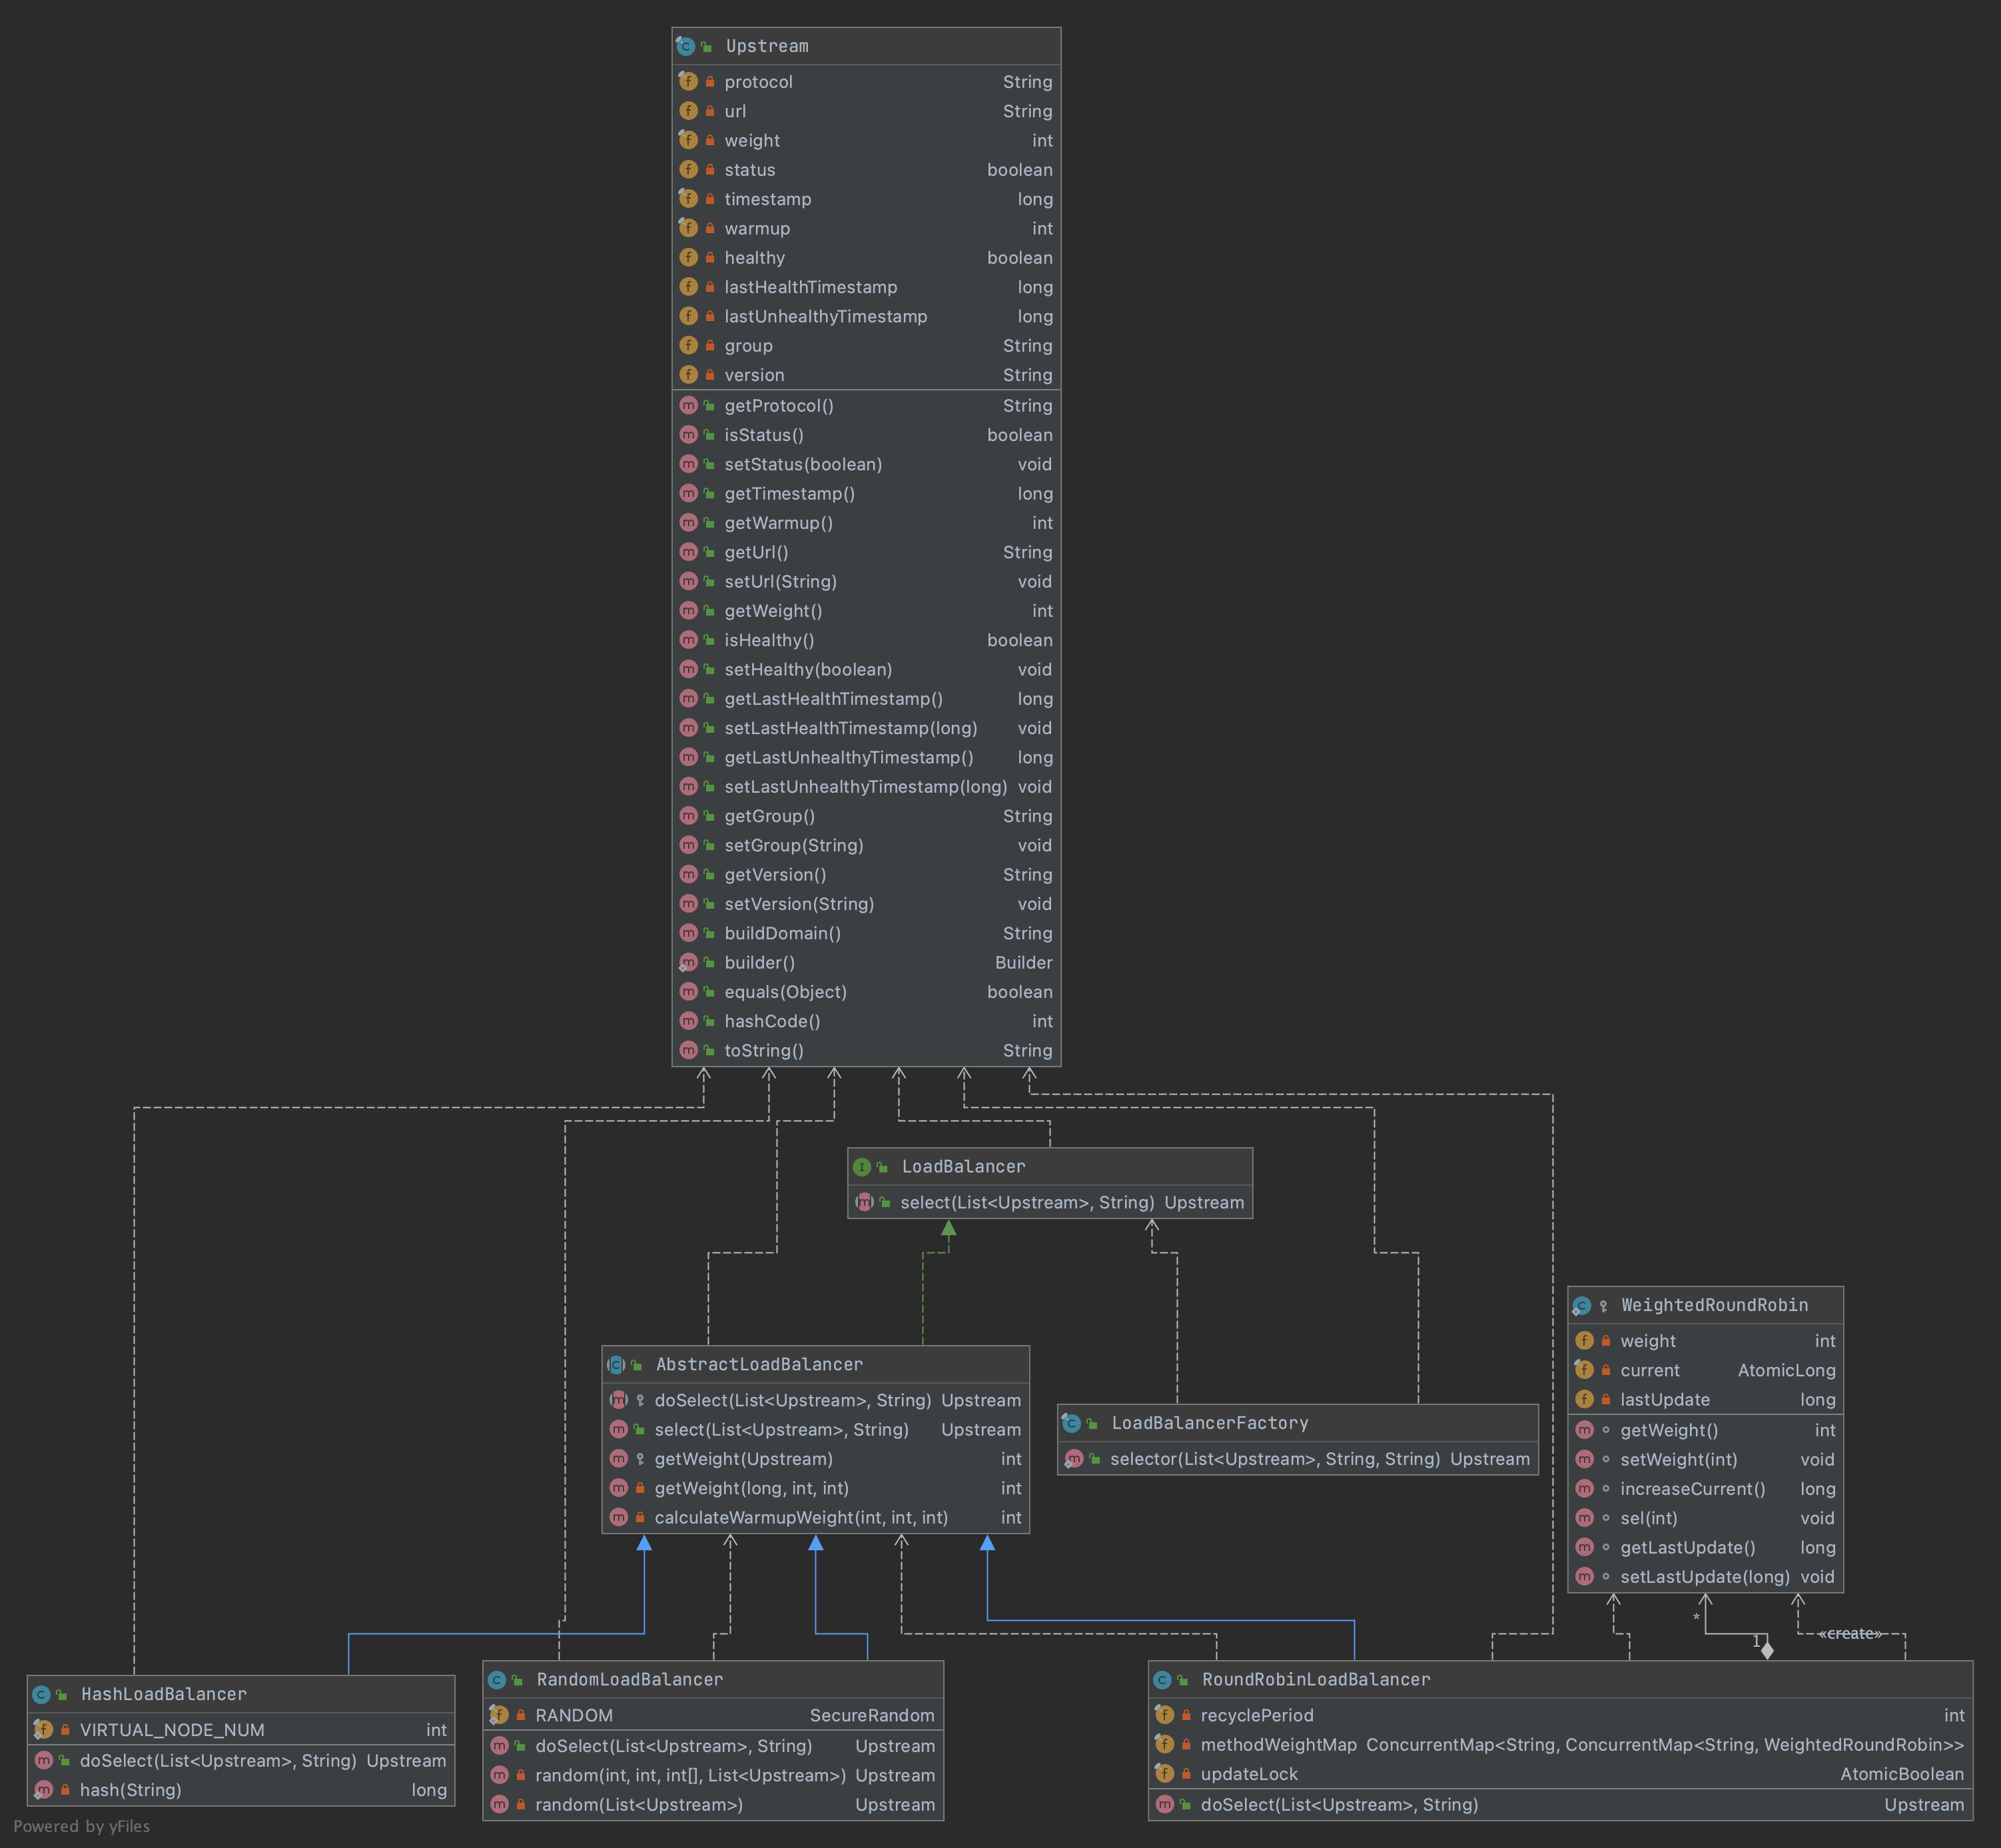 Upstream
protocol String
url String
weight int
status boolean
timestamp long
warmup int
healthy boolean
lastHealthTimestamp long
lastUnhealthyTimestamp long
group String
version String
getProtocol() String
isStatus() boolean
setStatus(boolean) void
getTimestamp() long
getWarmup() int
getUrl() String
setUrl(String) void
getWeight() int
isHealthy() boolean
setHealthy(boolean) void
getLastHealthTimestamp() long
setLastHealthTimestamp(long) void
getLastUnhealthyTimestamp() long
setLastUnhealthyTimestamp(long) void
getGroup() String
setGroup(String) void
getVersion() String
setVersion(String) void
buildDomain() String
builder() Builder
equals(Object) boolean
hashCode() int
toString() String
LoadBalancer
select(List<Upstream>, String) Upstream
AbstractLoadBalancer
doSelect(List<Upstream>, String) Upstream
select(List<Upstream>, String) Upstream
getWeight(Upstream) int
getWeight(long, int, int) int
calculateWarmupWeight(int, int, int) int
LoadBalancerFactory
selector(List<Upstream>, String, String) Upstream
WeightedRoundRobin
weight int
current AtomicLong
lastUpdate long
getWeight() int
setWeight(int) void
increaseCurrent() long
sel(int) void
getLastUpdate() long
setLastUpdate(long) void
*
1
«create»
HashLoadBalancer
VIRTUAL_NODE_NUM int
doSelect(List<Upstream>, String) Upstream
hash(String) long
RandomLoadBalancer
RANDOM SecureRandom
doSelect(List<Upstream>, String) Upstream
random(int, int, int[], List<Upstream>) Upstream
random(List<Upstream>) Upstream
RoundRobinLoadBalancer
recyclePeriod int
methodWeightMap ConcurrentMap<String, ConcurrentMap<String, WeightedRoundRobin>>
updateLock AtomicBoolean
doSelect(List<Upstream>, String) Upstream
Powered by yFiles